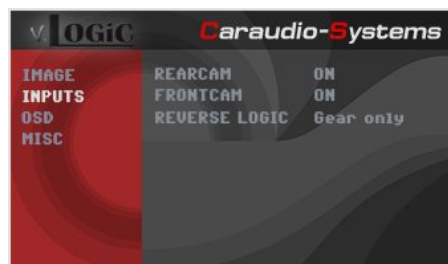 v.LOGiC Caraudio-Systems
IMAGE REARCAM ON
INPUTS FRONTCAM ON
OSD REVERSE LOGIC Gear only
MISC